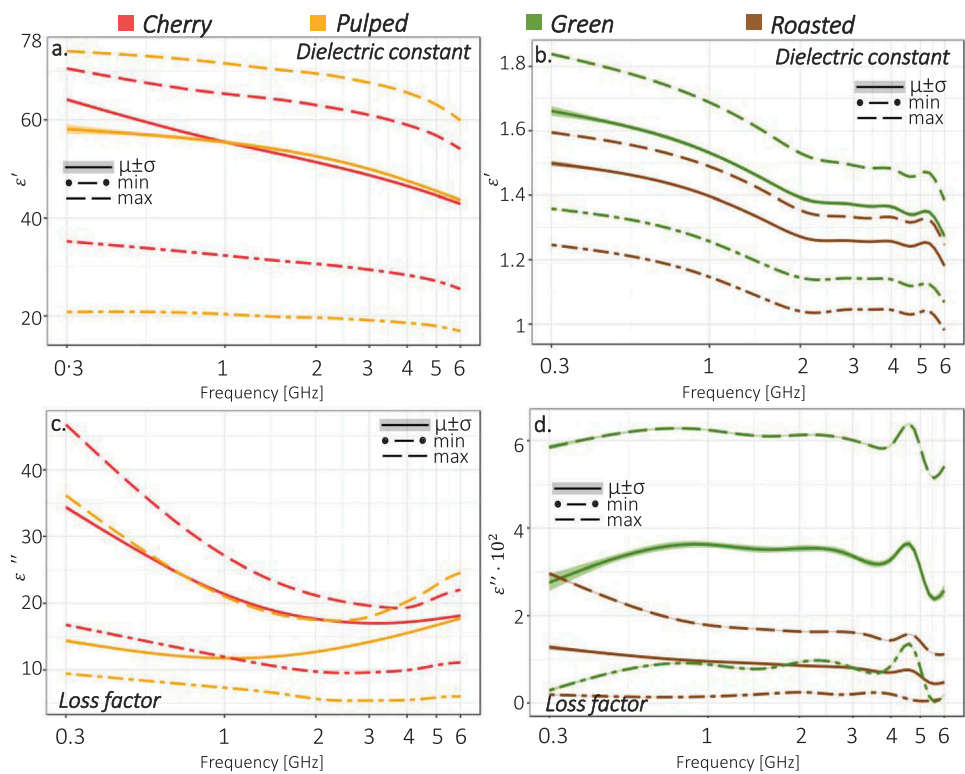 Cherry Pulped Green Roasted
a. Dielectric constant
78
60
40
20
ε'
μ±σ
min
max
0·3 1 2 3 4 5 6
Frequency [GHz]
b. Dielectric constant
1.8
1.6
1.4
1.2
1
ε'
μ±σ
min
max
0.3 1 2 3 4 5 6
Frequency [GHz]
c.
40
30
20
10
ε ''
μ±σ
min
max
Loss factor
0.3 1 2 3 4 5 6
Frequency [GHz]
d.
6
4
2
0
ε'' · 10²
μ±σ
min
max
Loss factor
0.3 1 2 3 4 5 6
Frequency [GHz]